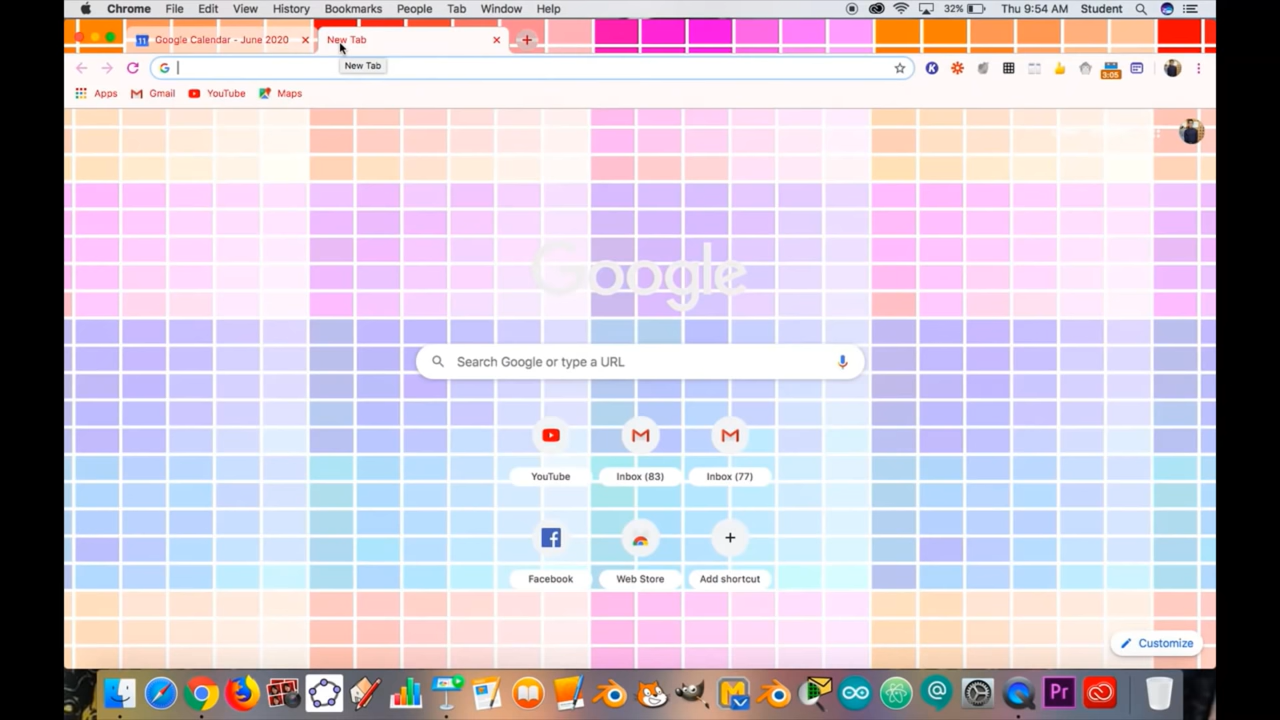 Chrome File Edit View History Bookmarks People Tab Window Help 32% Thu 9:54 AM Student
11 Google Calendar - June 2020 New Tab
New Tab
G
3:05
Apps Gmail YouTube Maps
Google
Search Google or type a URL
YouTube Inbox (83) Inbox (77)
Facebook Web Store Add shortcut
Customize
Pr